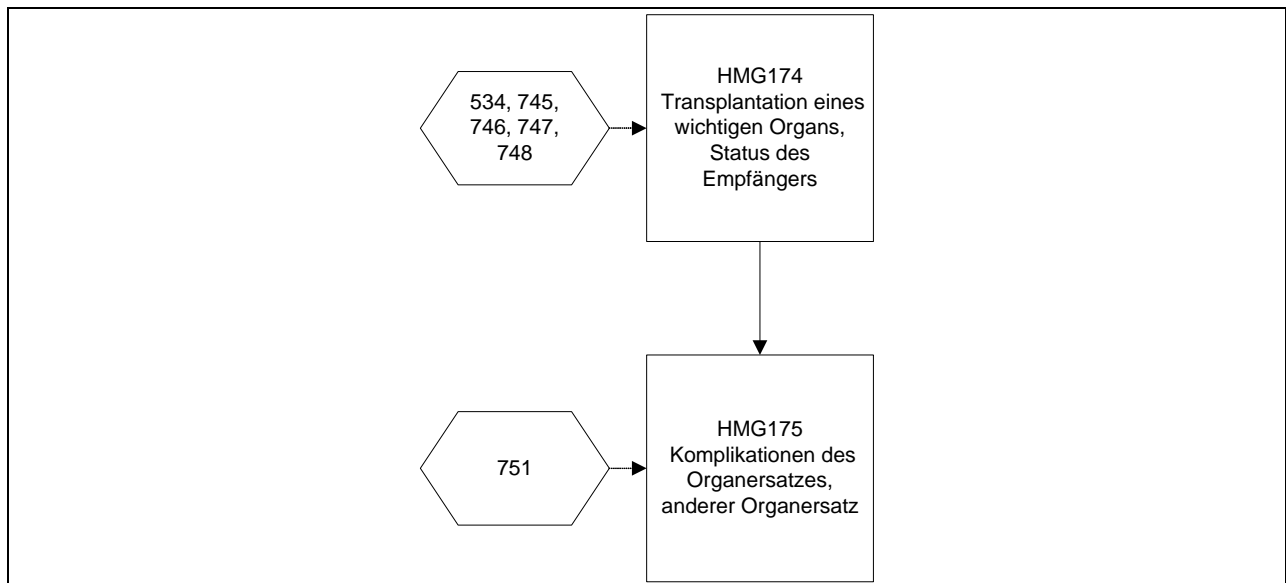 534, 745,
746, 747,
748
HMG174
Transplantation eines
wichtigen Organs,
Status des
Empfängers
751
HMG175
Komplikationen des
Organersatzes,
anderer Organersatz